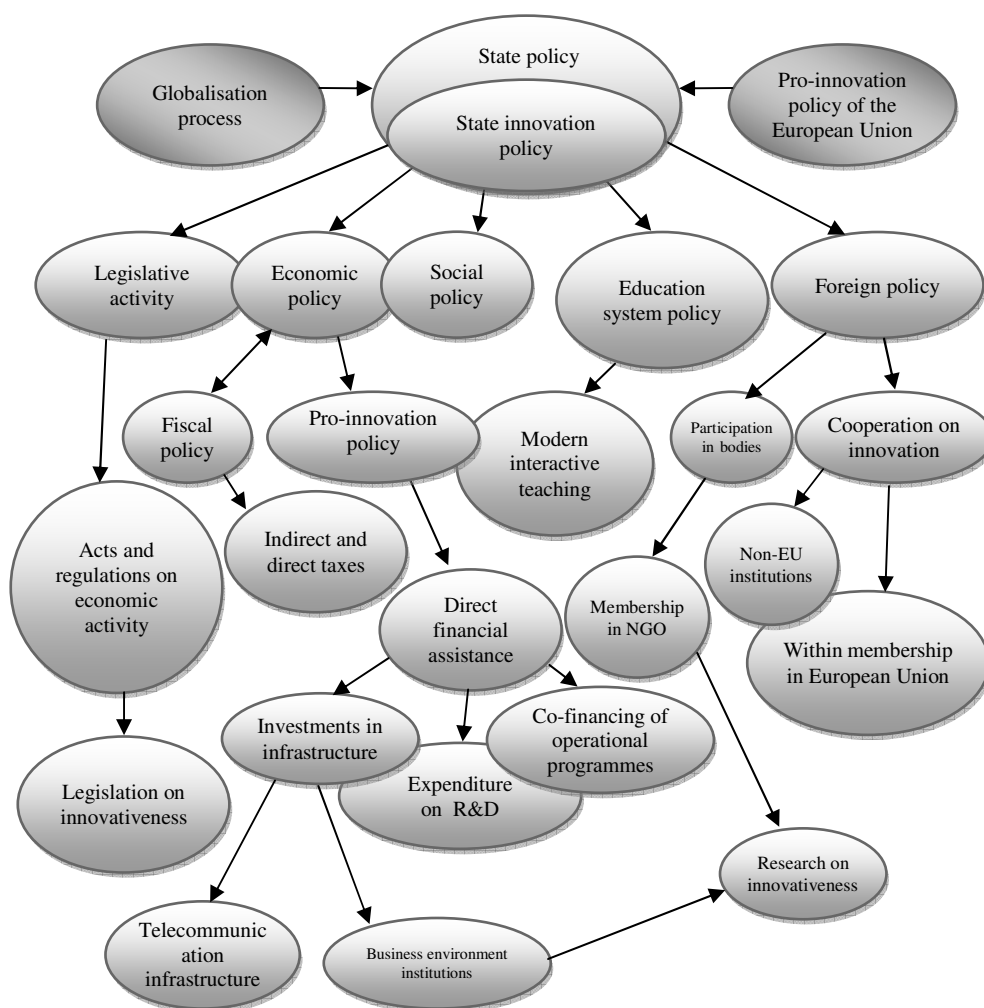 State policy
Globalisation
process
Pro-innovation
policy of the
European Union
State innovation
policy
Legislative
activity
Economic
policy
Social
policy
Education
system policy
Foreign policy
Fiscal
policy
Pro-innovation
policy
Modern
interactive
teaching
Participation
in bodies
Cooperation on
innovation
Acts and
regulations on
economic
activity
Indirect and
direct taxes
Non-EU
institutions
Direct
financial
assistance
Membership
in NGO
Within membership
in European Union
Investments in
infrastructure
Co-financing of
operational
programmes
Expenditure
on R&D
Legislation on
innovativeness
Research on
innovativeness
Telecommunic
ation
infrastructure
Business environment
institutions